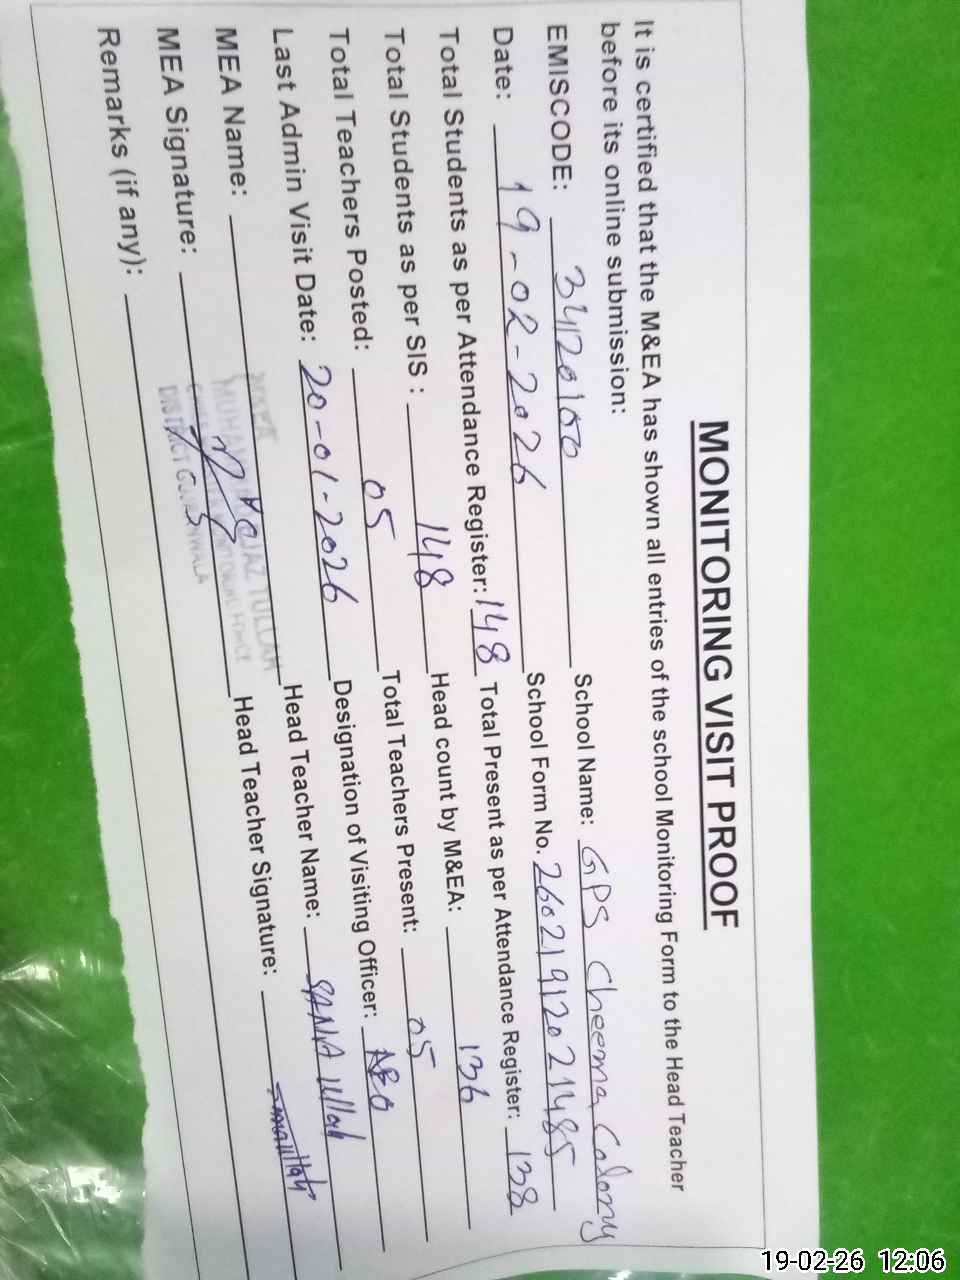 MONITORING VISIT PROOF
It is certified that the M&EA has shown all entries of the school Monitoring Form to the Head Teacher
before its online submission:
EMISCODE: 34120100 School Name: GPS Cheema Colony
Date: 19-02-2026 School Form No. 26021912021485
Total Students as per Attendance Register: 148 Total Present as per Attendance Register: 138
Total Students as per SIS : 148 Head count by M&EA: 136
Total Teachers Posted: 05 Total Teachers Present: 05
Last Admin Visit Date: 20-01-2026 Designation of Visiting Officer: AEO
MEA Name: Head Teacher Name: SANA Ullah
MEA Signature: Head Teacher Signature: Sanaullah
DISTRICT GUJRANWALA
Remarks (if any):
19-02-26 12:06